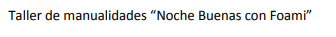 Taller de manualidades “Noche Buenas con Foami”